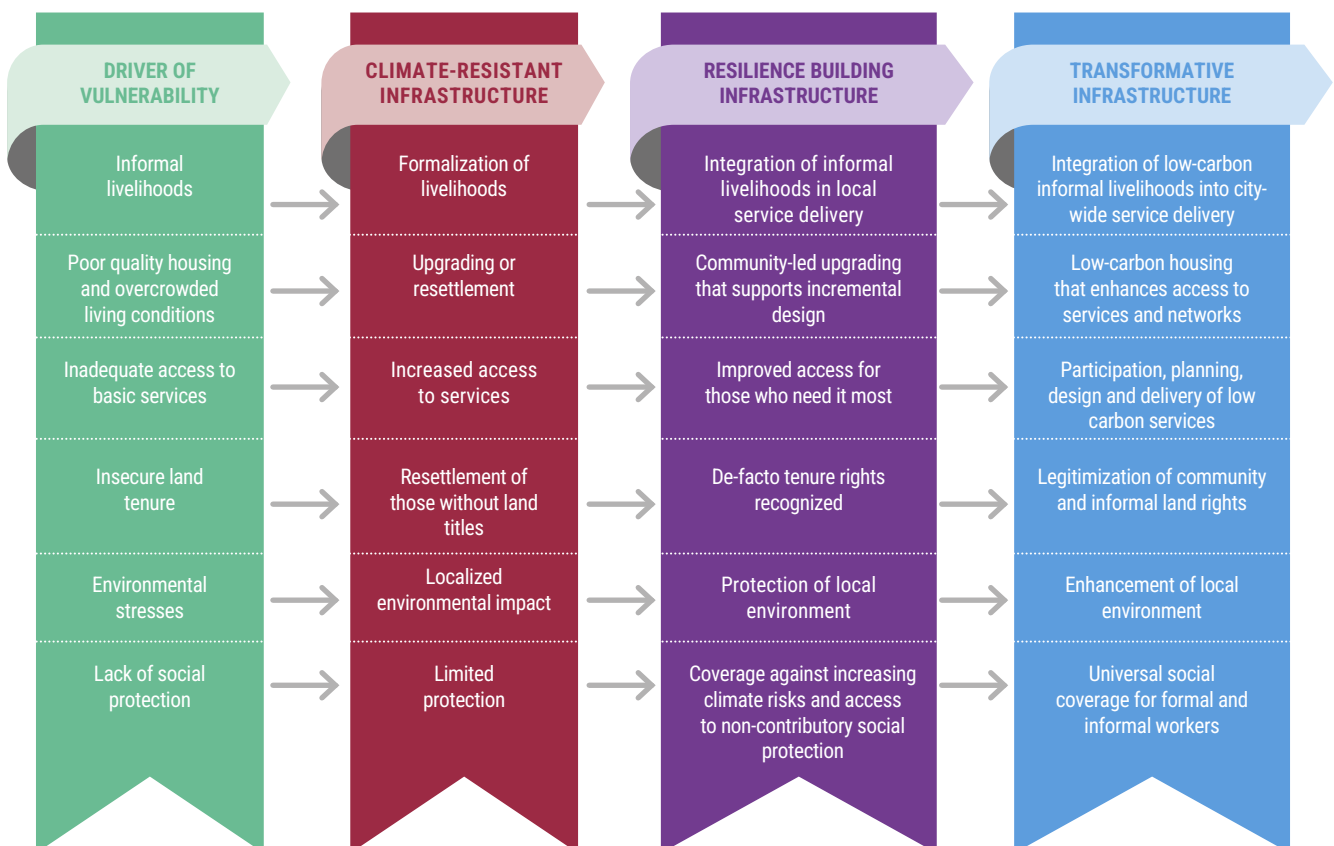 DRIVER OF
VULNERABILITY
CLIMATE-RESISTANT
INFRASTRUCTURE
RESILIENCE BUILDING
INFRASTRUCTURE
TRANSFORMATIVE
INFRASTRUCTURE
Informal
livelihoods
Formalization of
livelihoods
Integration of informal
livelihoods in local
service delivery
Integration of low-carbon
informal livelihoods into city-
wide service delivery
Poor quality housing
and overcrowded
living conditions
Upgrading or
resettlement
Community-led upgrading
that supports incremental
design
Low-carbon housing
that enhances access to
services and networks
Inadequate access to
basic services
Increased access
to services
Improved access for
those who need it most
Participation, planning,
design and delivery of low
carbon services
Insecure land
tenure
Resettlement of
those without land
titles
De-facto tenure rights
recognized
Legitimization of community
and informal land rights
Environmental
stresses
Localized
environmental impact
Protection of local
environment
Enhancement of local
environment
Lack of social
protection
Limited
protection
Coverage against increasing
climate risks and access
to non-contributory social
protection
Universal social
coverage for formal and
informal workers